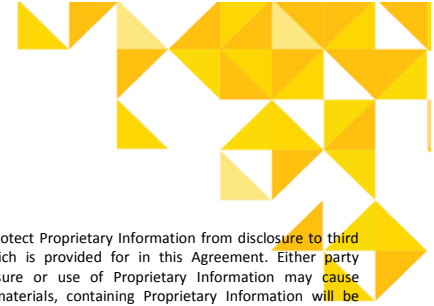 otect Proprietary Information from disclosure to third
ich is provided for in this Agreement. Either party
sure or use of Proprietary Information may cause
materials, containing Proprietary Information will be